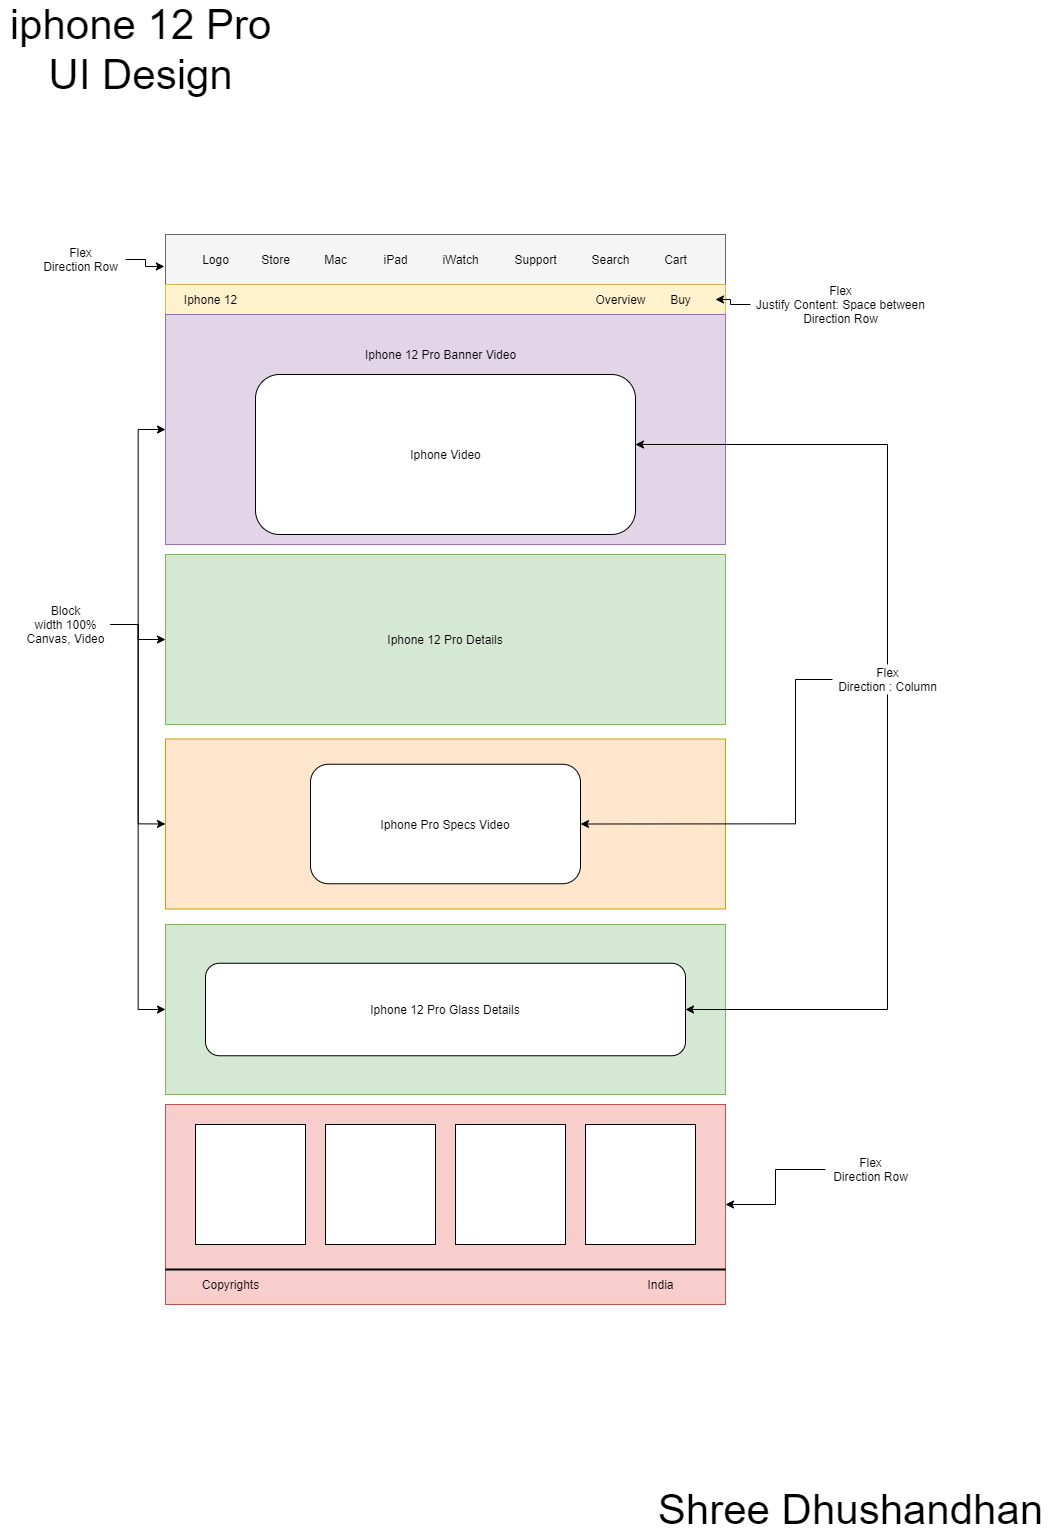 iphone 12 Pro
UI Design
Flex
Direction Row
Logo Store Mac iPad iWatch Support Search Cart
Iphone 12 Overview Buy
Flex
Justify Content: Space between
Direction Row
Iphone 12 Pro Banner Video
Iphone Video
Block
width 100%
Canvas, Video
Iphone 12 Pro Details
Flex
Direction : Column
Iphone Pro Specs Video
Iphone 12 Pro Glass Details
Flex
Direction Row
Copyrights India
Shree Dhushandhan